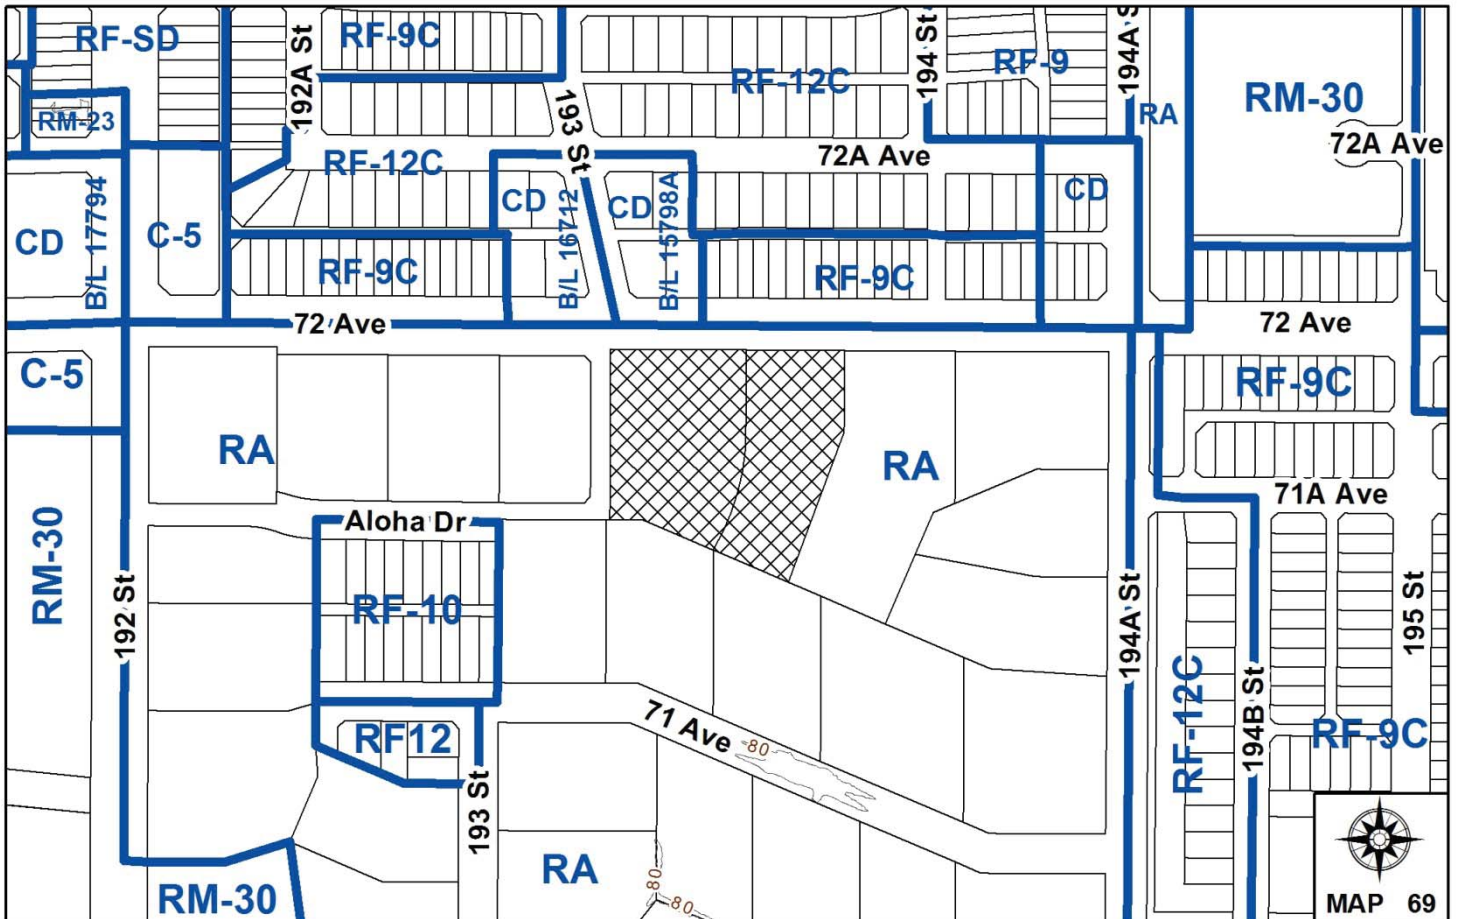 RF-SD
192A St
RF-9C
193 St
RF-12C
194 St
RF-9
194A S
RA
RM-30
RM-23
72A Ave
72A Ave
RF-12C
CD
B/L 17794
C-5
CD
B/L 16712
CD
B/L 15798A
CD
RF-9C
RF-9C
72 Ave
72 Ave
C-5
RF-9C
RA
RA
71A Ave
Aloha Dr
RM-30
192 St
RF-10
194A St
195 St
RF-12C
194B St
RF12
71 Ave
80
RF-9C
193 St
RA
80
80
RM-30
MAP 69